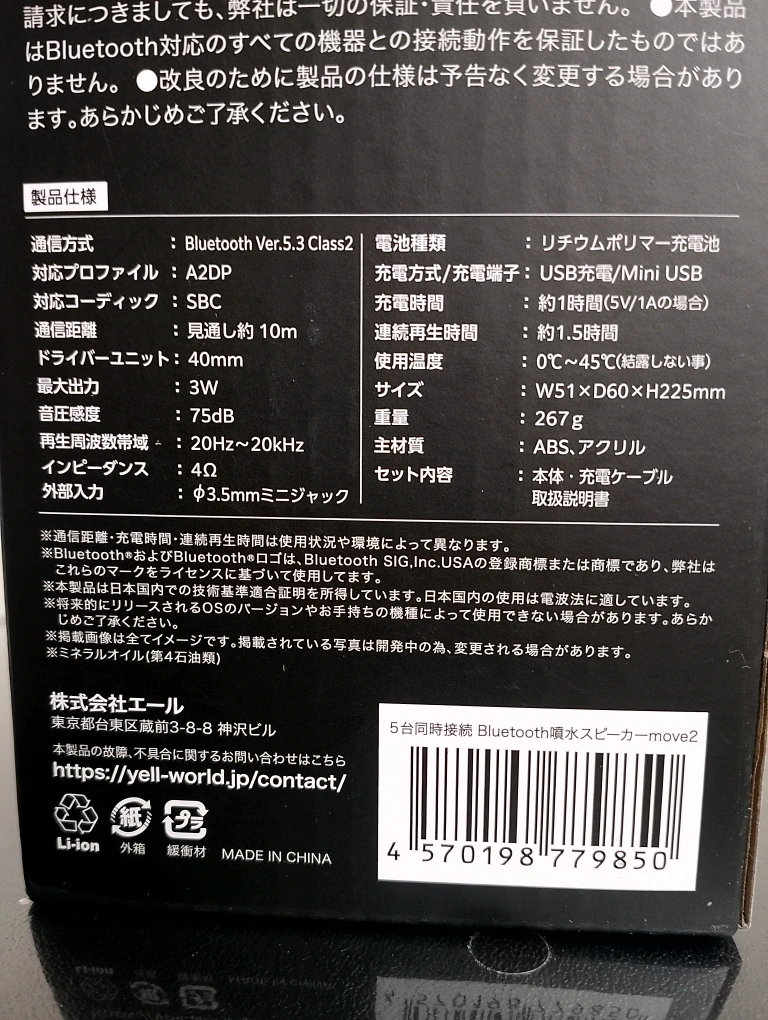 請求につきましても、弊社は一切の保証・責任を負いません。 ●本製品
はBluetooth対応のすべての機器との接続動作を保証したものではあ
りません。 ●改良のために製品の仕様は予告なく変更する場合があり
ます。あらかじめご了承ください。
製品仕様
通信方式 : Bluetooth Ver.5.3 Class2
対応プロファイル : A2DP
対応コーディック : SBC
通信距離 : 見通し約 10m
ドライバーユニット : 40mm
最大出力 : 3W
音圧感度 : 75dB
再生周波数帯域 : 20Hz〜20kHz
インピーダンス : 4Ω
外部入力 : φ3.5mmミニジャック
電池種類 : リチウムポリマー充電池
充電方式/充電端子 : USB充電/Mini USB
充電時間 : 約1時間(5V/1Aの場合)
連続再生時間 : 約1.5時間
使用温度 : 0℃〜45℃(結露しない事)
サイズ : W51×D60×H225mm
重量 : 267g
主材質 : ABS、アクリル
セット内容 : 本体・充電ケーブル
取扱説明書
※通信距離・充電時間・連続再生時間は使用状況や環境によって異なります。
※Bluetooth®およびBluetooth®ロゴは、Bluetooth SIG,Inc.USAの登録商標または商標であり、弊社は
これらのマークをライセンスに基づいて使用してます。
※本製品は日本国内での技術基準適合証明を所得しています。日本国内の使用は電波法に適しています。
※将来的にリリースされるOSのバージョンやお手持ちの機種によって使用できない場合があります。あらか
じめご了承ください。
※掲載画像は全てイメージです。掲載されている写真は開発中の為、変更される場合があります。
※ミネラルオイル(第4石油類)
株式会社エール
東京都台東区蔵前3-8-8 神沢ビル
本製品の故障、不具合に関するお問い合わせはこちら
https://yell-world.jp/contact/
紙
プラ
Li-ion 外箱 緩衝材 MADE IN CHINA
5台同時接続 Bluetooth噴水スピーカーmove2
4 570198 779850